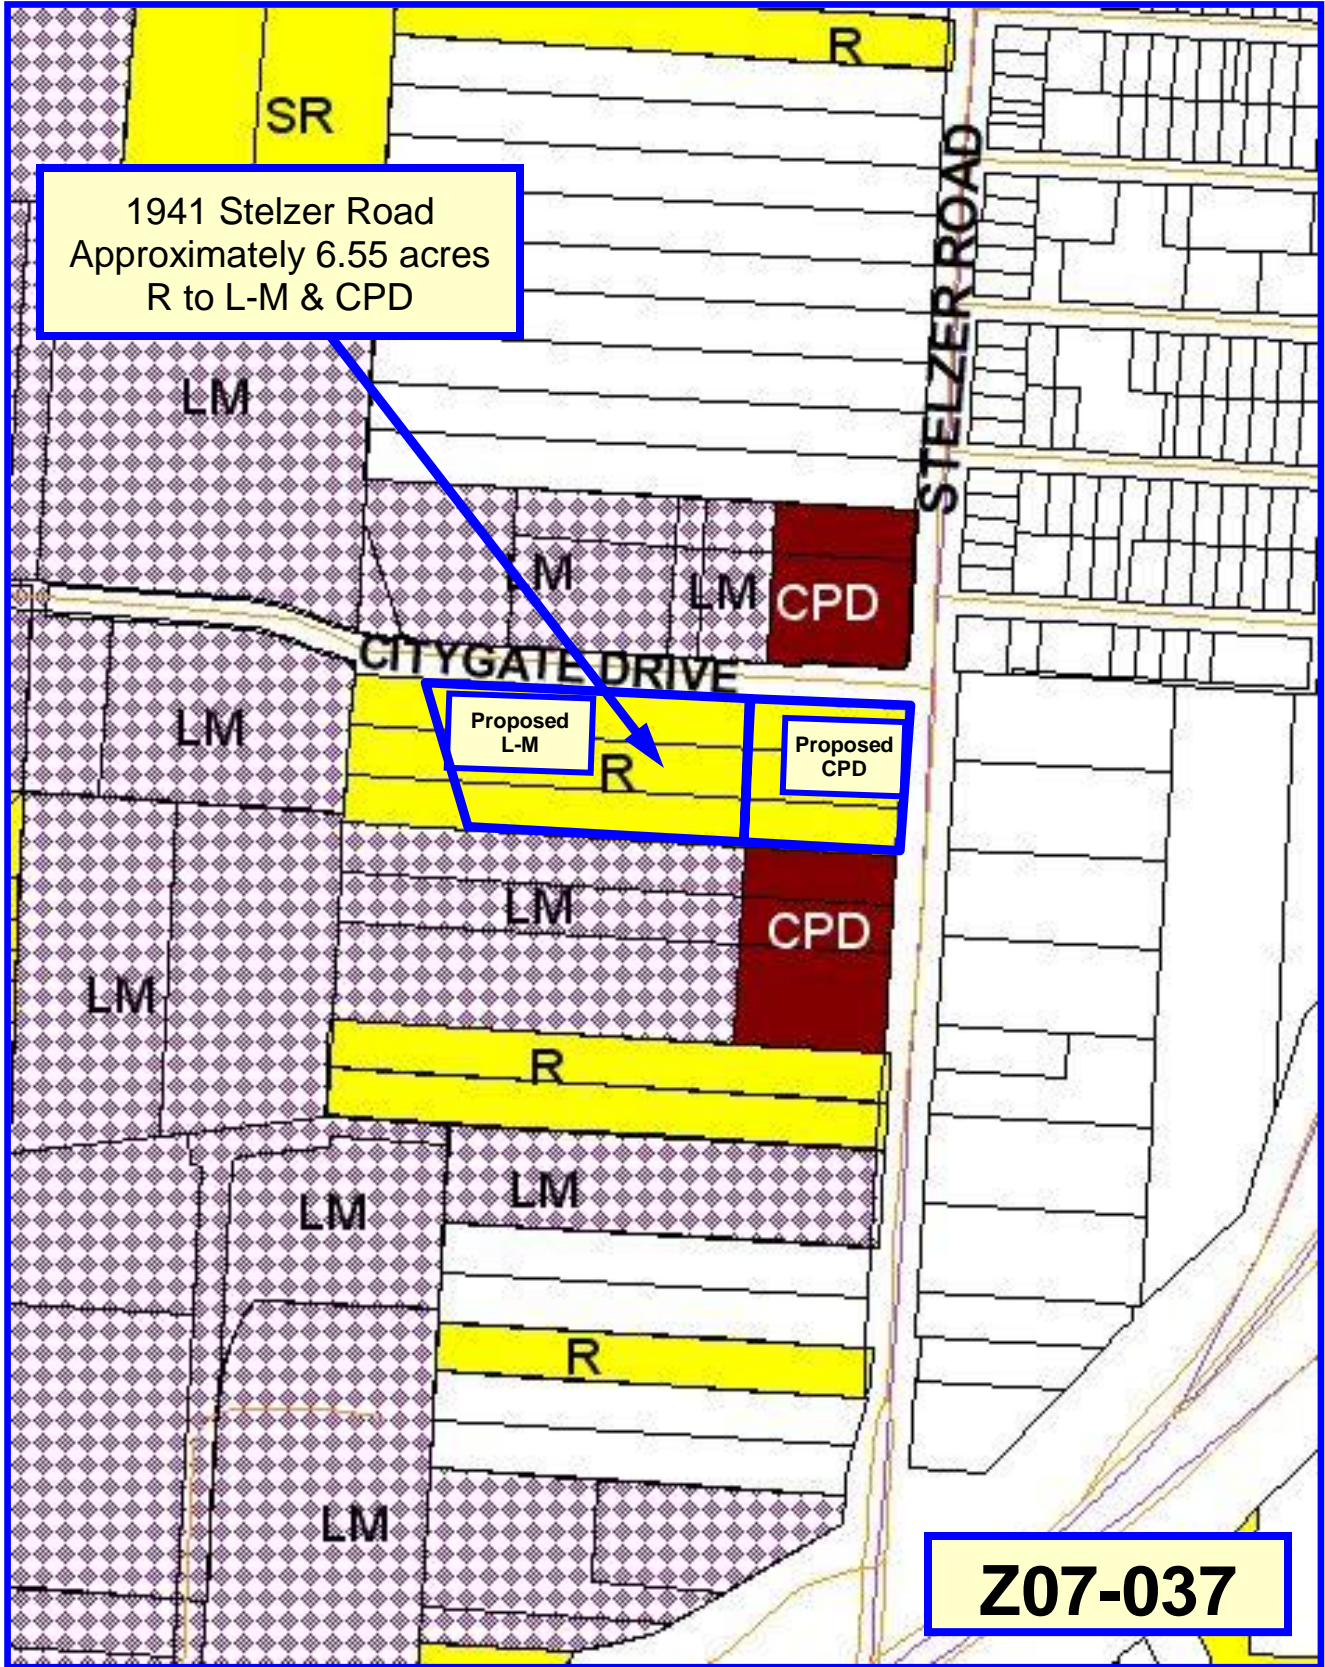 R
SR
1941 Stelzer Road
Approximately 6.55 acres
R to L-M & CPD
STELZER ROAD
LM
LM
LM
CPD
CITYGATE DRIVE
LM
Proposed
L-M
R
Proposed
CPD
LM
CPD
LM
R
LM
LM
R
LM
Z07-037